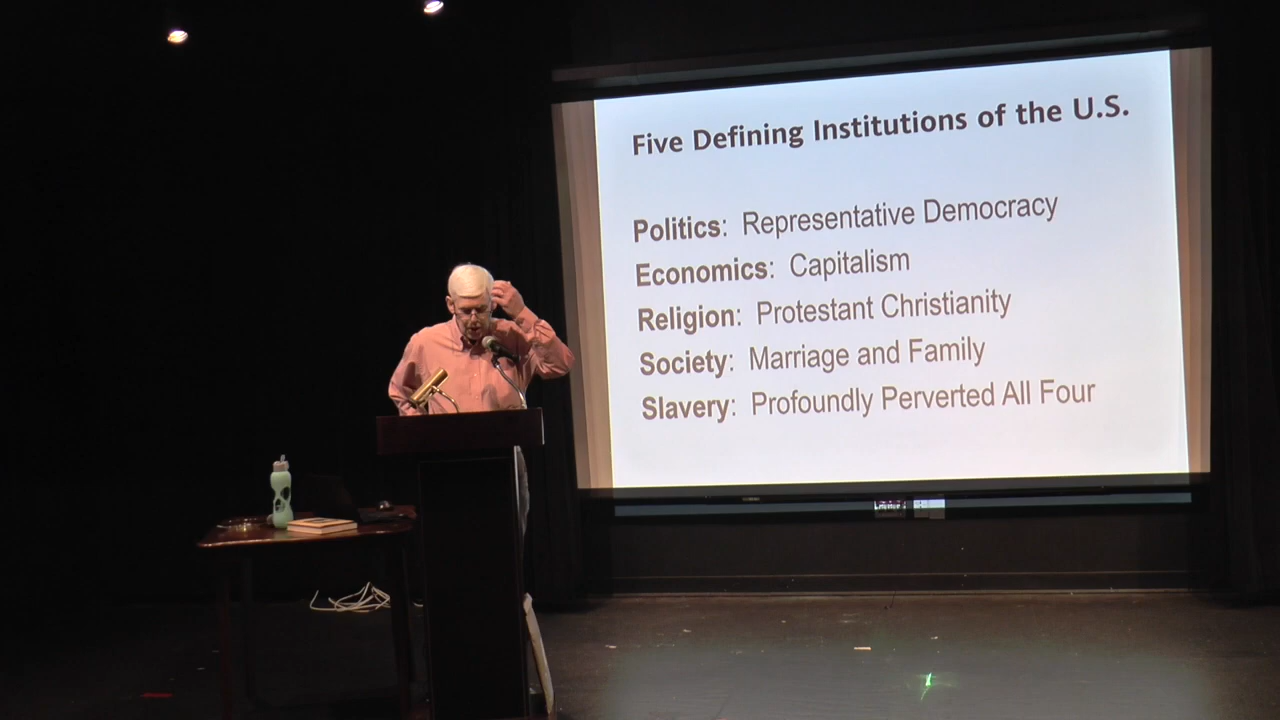 Five Defining Institutions of the U.S.
Politics: Representative Democracy
Economics: Capitalism
Religion: Protestant Christianity
Society: Marriage and Family
Slavery: Profoundly Perverted All Four